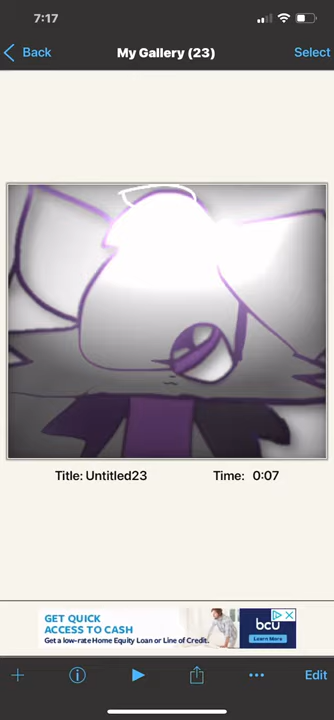 7:17
Back
My Gallery (23)
Select
Title: Untitled23
Time: 0:07
GET QUICK
ACCESS TO CASH
Get a low-rate Home Equity Loan or Line of Credit.
bcu
Learn More
Edit